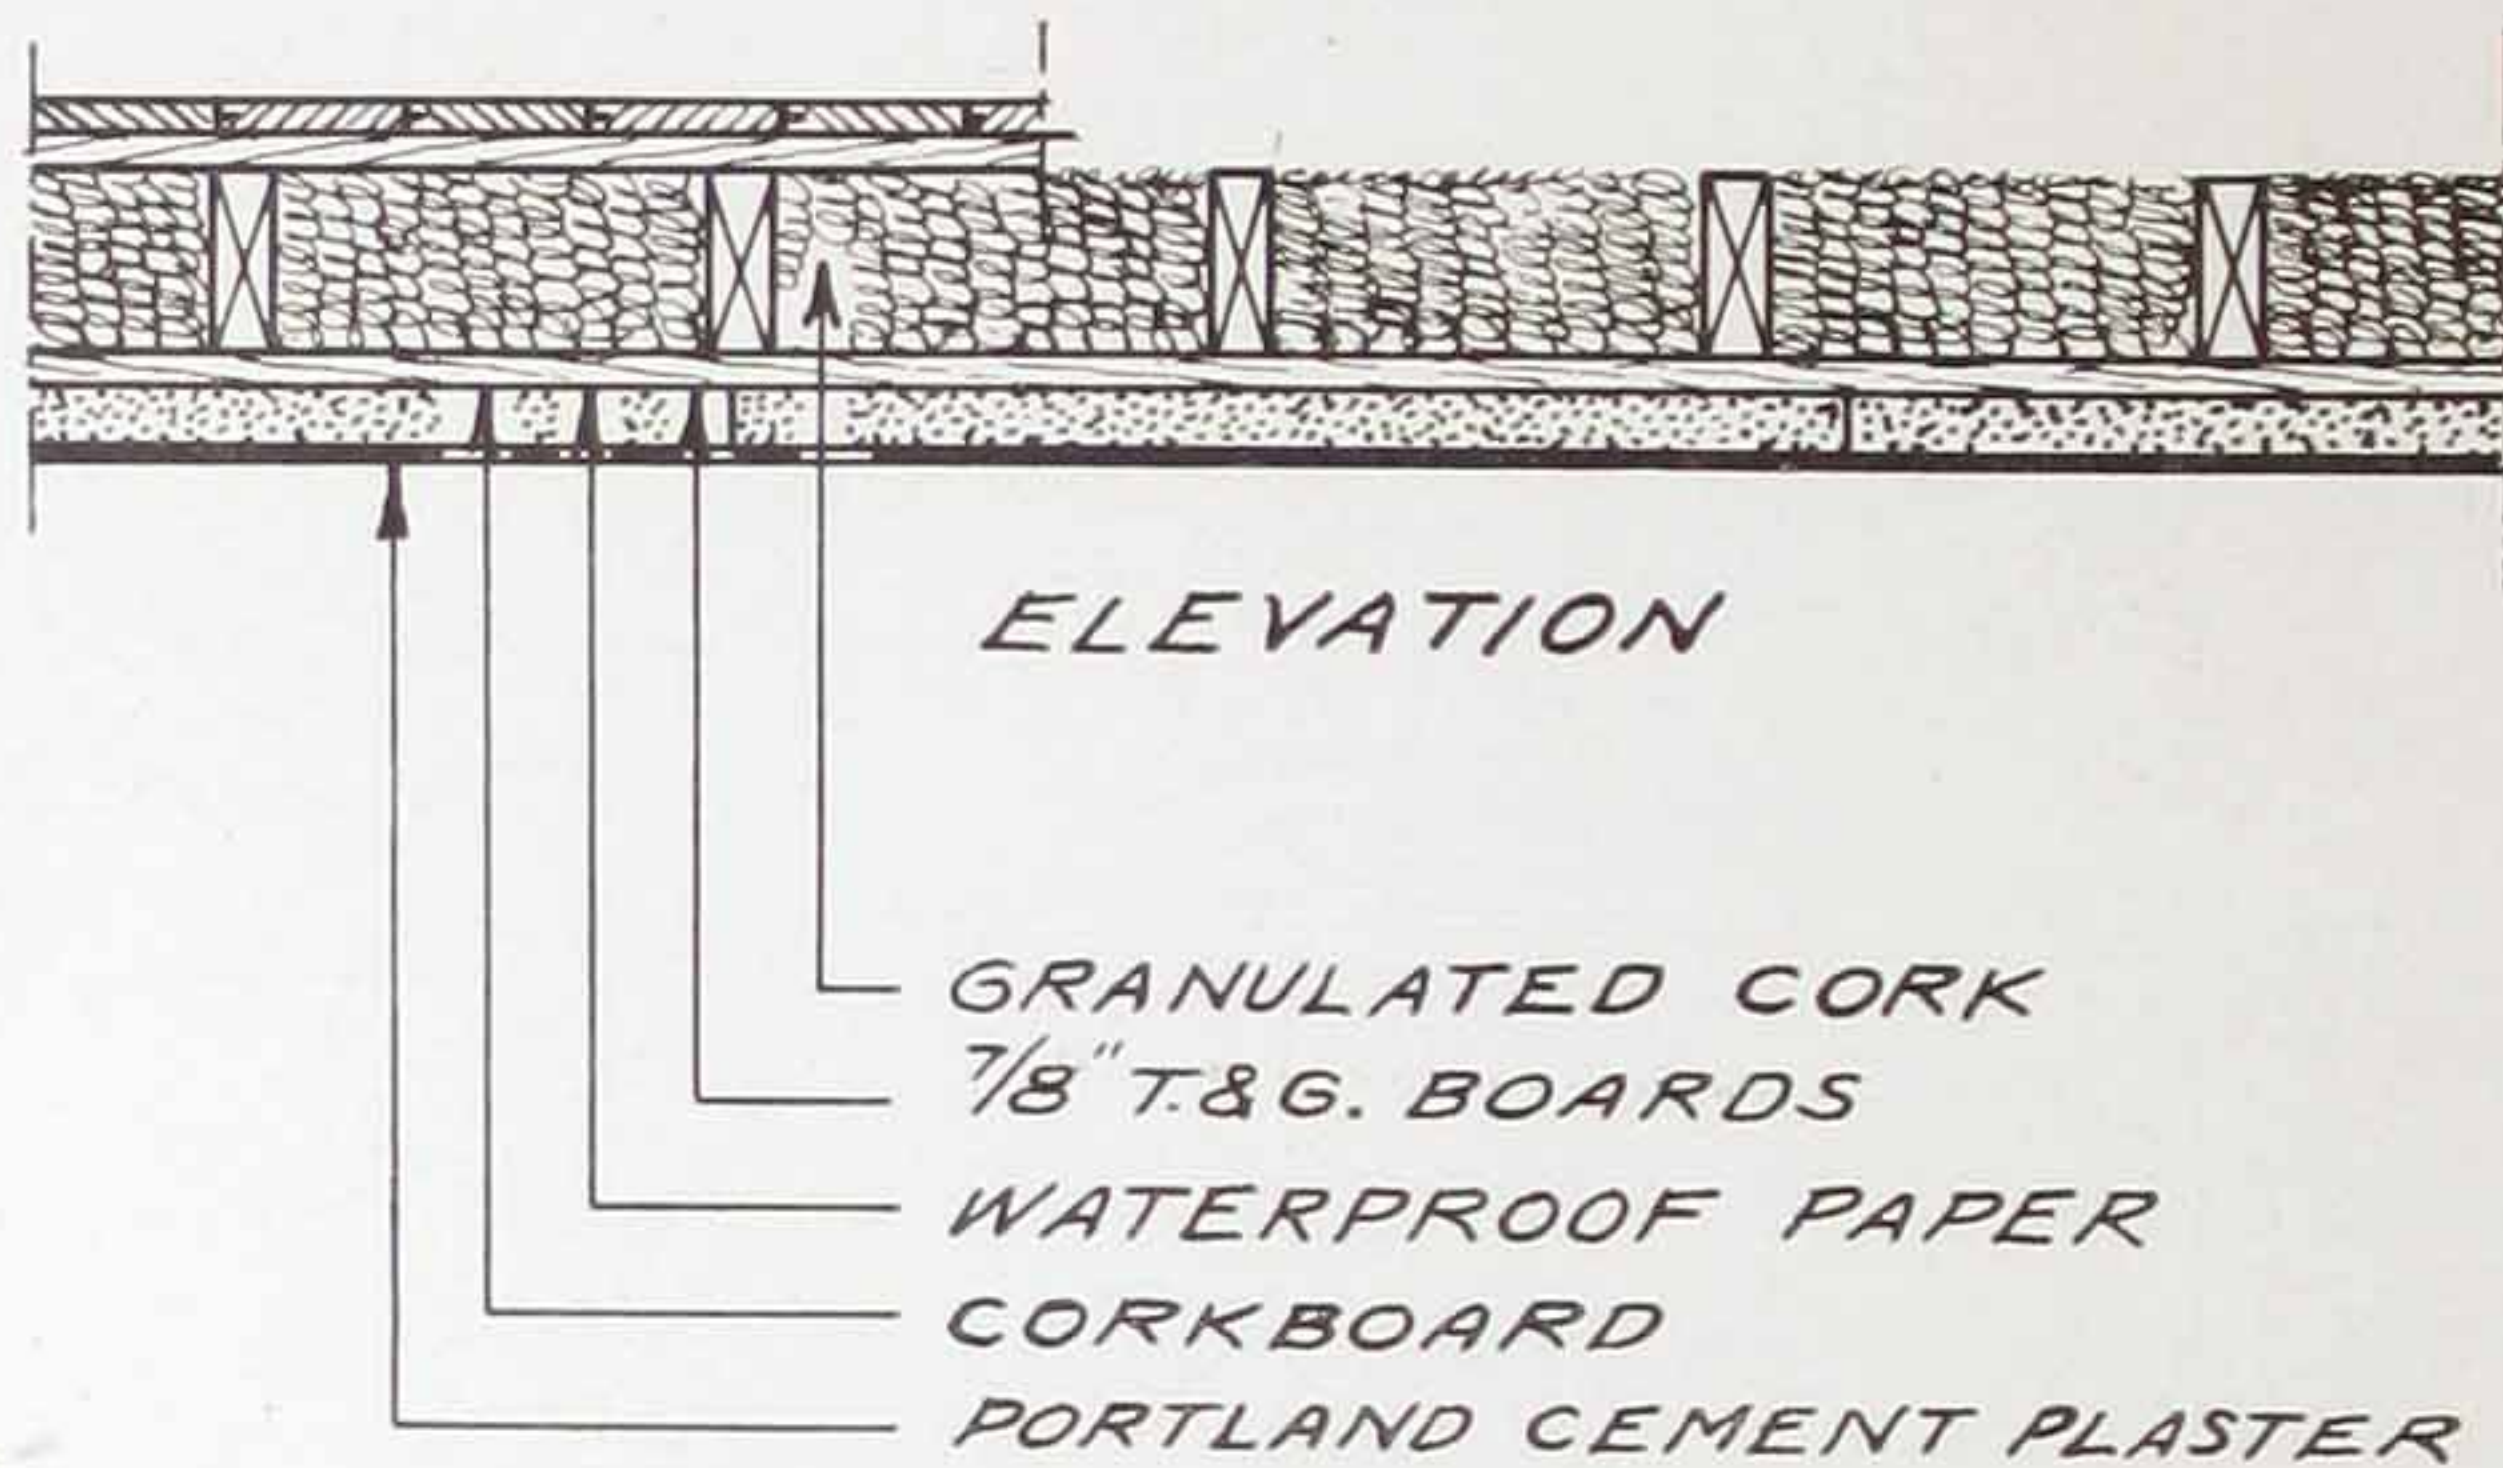 ELEVATION
GRANULATED CORK
7/8" T.&G. BOARDS
WATERPROOF PAPER
CORKBOARD
PORTLAND CEMENT PLASTER